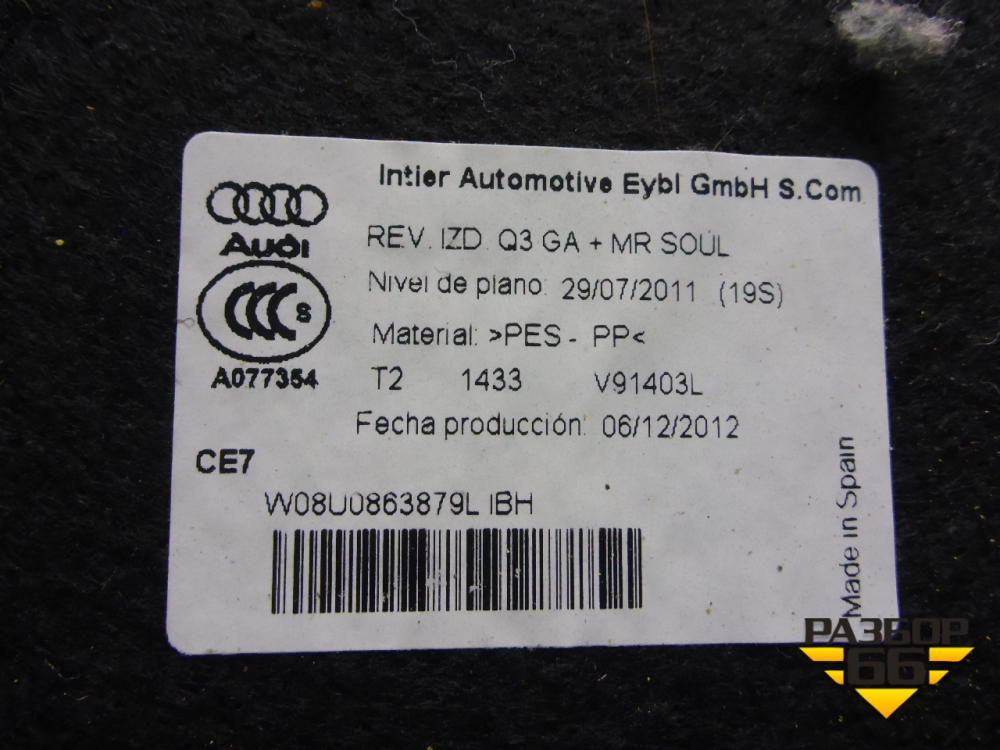 Intier Automotive Eybl GmbH S.Com
Audi
REV. IZD. Q3 GA + MR SOUL
Nivel de plano: 29/07/2011 (19S)
CCC S
Material: >PES - PP<
A077354
T2 1433 V91403L
Fecha producción: 06/12/2012
CE7
W08U0863879L IBH
Made in Spain
РАЗБОР
66